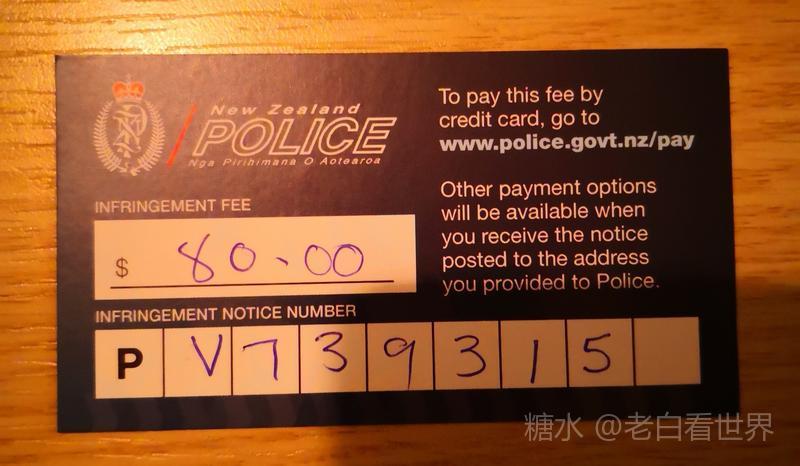 New Zealand
POLICE
Nga Pirihimana O Aotearoa
INFRINGEMENT FEE
$ 80.00
INFRINGEMENT NOTICE NUMBER
P V 7 3 9 3 1 5
To pay this fee by
credit card, go to
www.police.govt.nz/pay
Other payment options
will be available when
you receive the notice
posted to the address
you provided to Police.
糖水 @老白看世界